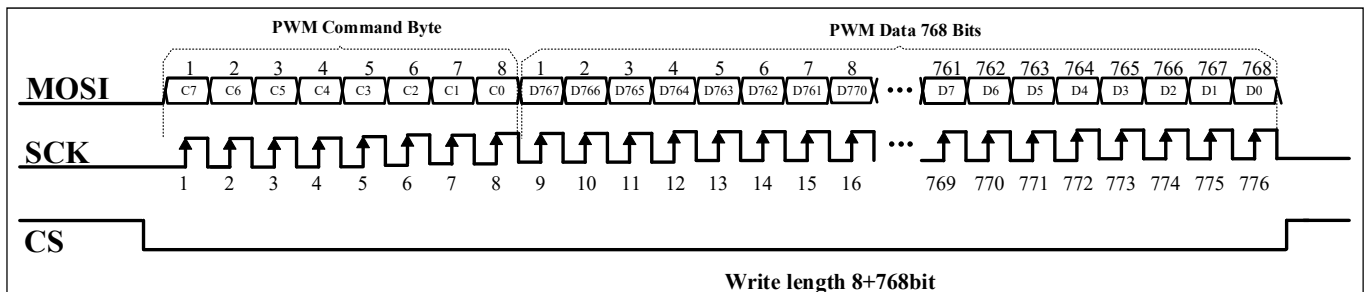 PWM Command Byte PWM Data 768 Bits
1 2 3 4 5 6 7 8 1 2 3 4 5 6 7 8 761 762 763 764 765 766 767 768
MOSI C7 C6 C5 C4 C3 C2 C1 C0 D767 D766 D765 D764 D763 D762 D761 D770 ••• D7 D6 D5 D4 D3 D2 D1 D0
SCK •••
1 2 3 4 5 6 7 8 9 10 11 12 13 14 15 16 769 770 771 772 773 774 775 776
CS
Write length 8+768bit